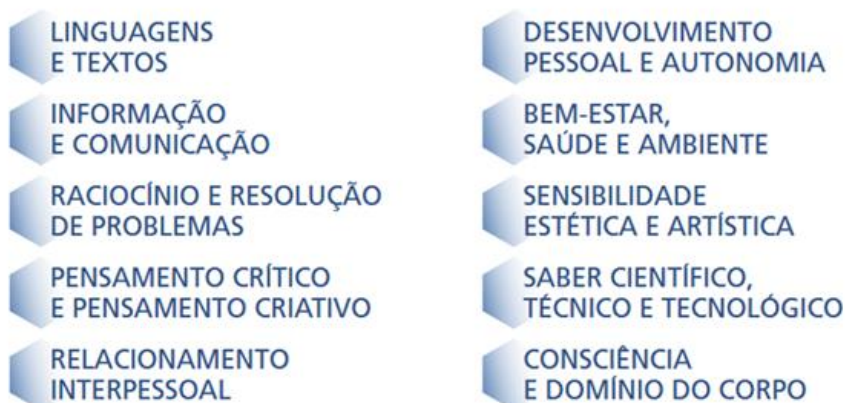 LINGUAGENS
E TEXTOS
INFORMAÇÃO
E COMUNICAÇÃO
RACIOCÍNIO E RESOLUÇÃO
DE PROBLEMAS
PENSAMENTO CRÍTICO
E PENSAMENTO CRIATIVO
RELACIONAMENTO
INTERPESSOAL
DESENVOLVIMENTO
PESSOAL E AUTONOMIA
BEM-ESTAR,
SAÚDE E AMBIENTE
SENSIBILIDADE
ESTÉTICA E ARTÍSTICA
SABER CIENTÍFICO,
TÉCNICO E TECNOLÓGICO
CONSCIÊNCIA
E DOMÍNIO DO CORPO